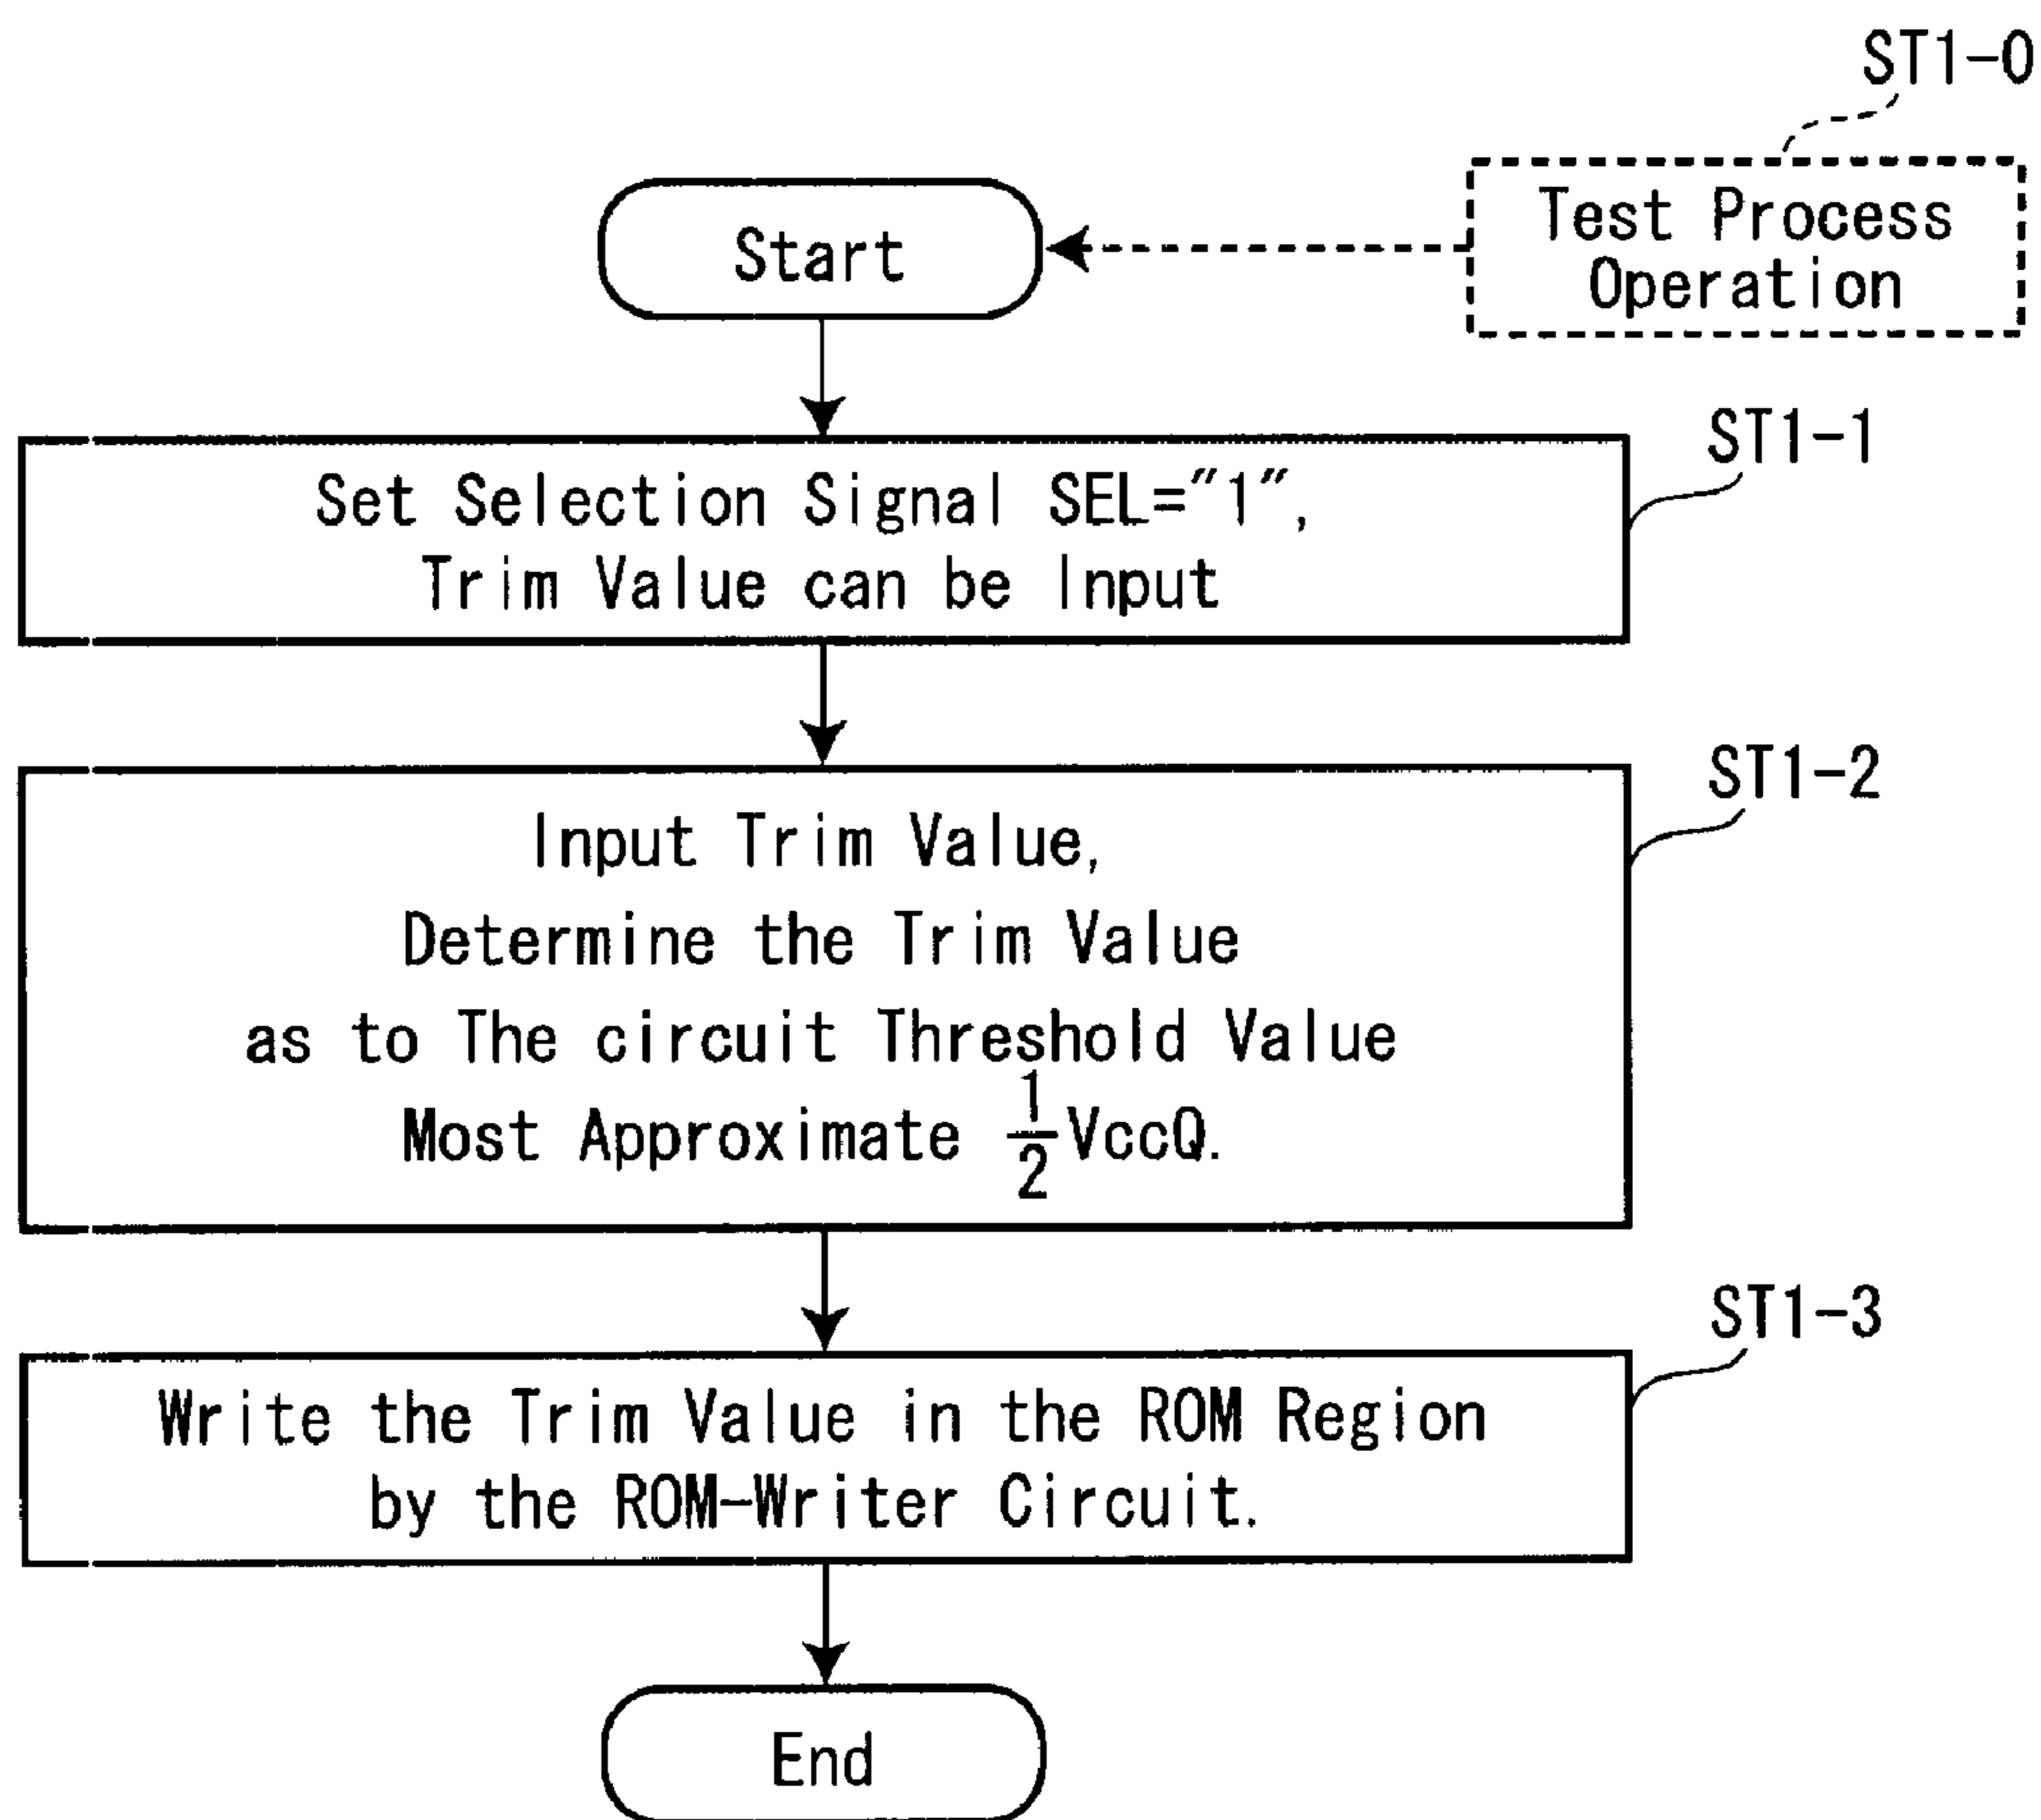 ST1-0
Test Process
Operation
Start
ST1-1
Set Selection Signal SEL="1",
Trim Value can be Input
ST1-2
Input Trim Value,
Determine the Trim Value
as to The circuit Threshold Value
Most Approximate 1/2 VccQ.
ST1-3
Write the Trim Value in the ROM Region
by the ROM-Writer Circuit.
End